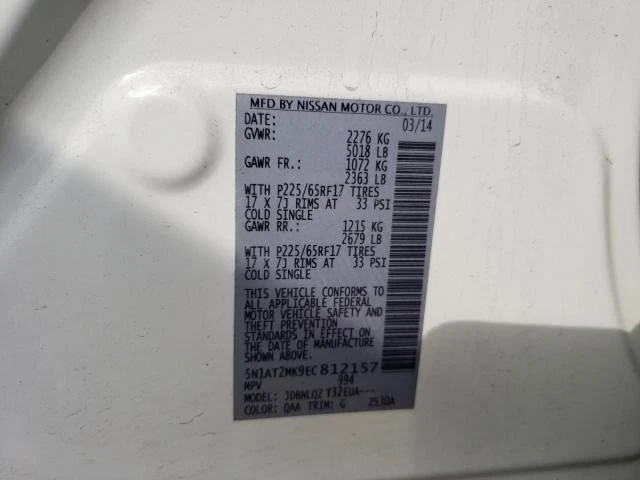 MFD BY NISSAN MOTOR CO., LTD.
DATE: 03/14
GVWR: 2276 KG
5018 LB
GAWR FR.: 1072 KG
2363 LB
WITH P225/65RF17 TIRES
17 X 7J RIMS AT 33 PSI
COLD SINGLE
GAWR RR.: 1215 KG
2679 LB
WITH P225/65RF17 TIRES
17 X 7J RIMS AT 33 PSI
COLD SINGLE
THIS VEHICLE CONFORMS TO
ALL APPLICABLE FEDERAL
MOTOR VEHICLE SAFETY AND
THEFT PREVENTION
STANDARDS IN EFFECT ON
THE DATE OF MANUFACTURE
SHOWN ABOVE.
5N1AT2MK9EC812157
MPV 994
MODEL: JDBNLQZ T32EUA---
COLOR: QAA TRIM: G ZS30A